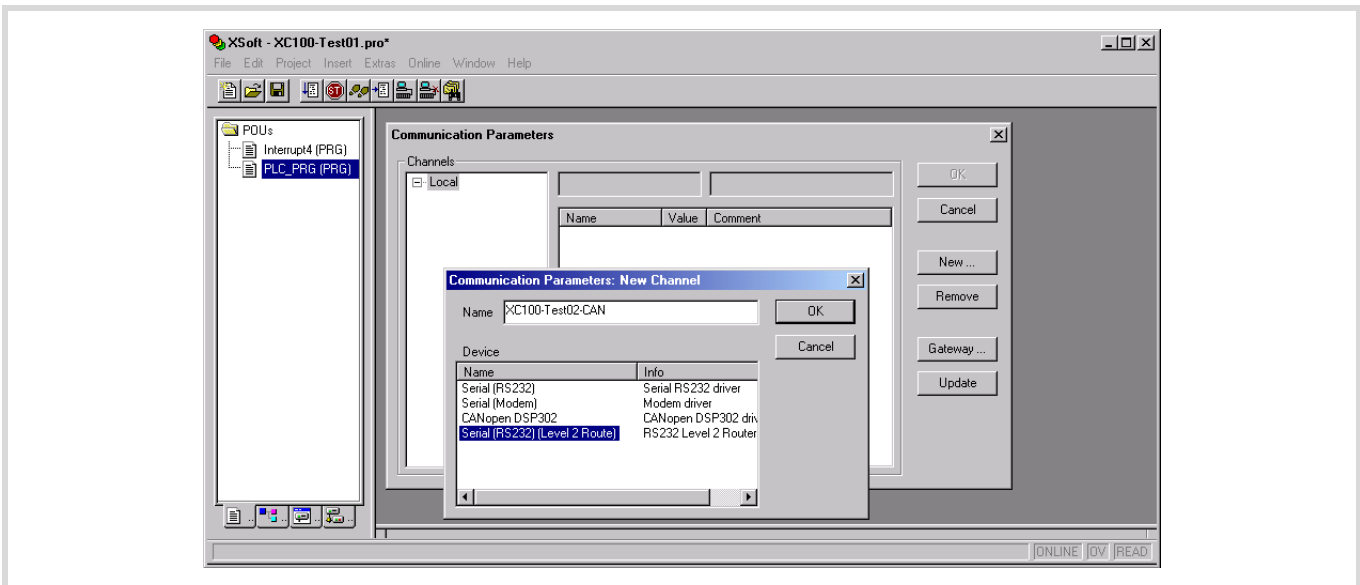 XSoft - XC100-Test01.pro*
File Edit Project Insert Extras Online Window Help
POUs
Interrupt4 (PRG)
PLC_PRG (PRG)
Communication Parameters
Channels
Local
OK
Cancel
Name Value Comment
New ...
Remove
Gateway ...
Update
Communication Parameters: New Channel
Name XC100-Test02-CAN
OK
Cancel
Device
Name Info
Serial (RS232) Serial RS232 driver
Serial (Modem) Modem driver
CANopen DSP302 CANopen DSP302 driv
Serial (RS232) (Level 2 Route) RS232 Level 2 Router
ONLINE OV READ